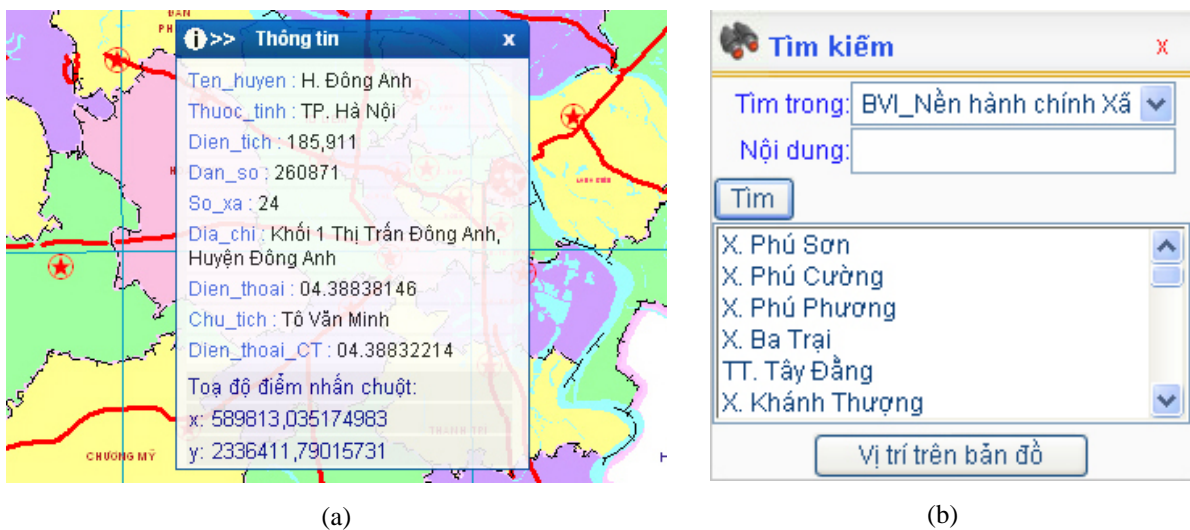 ĐAN
PH
>> Thông tin x
Ten_huyen : H. Đông Anh
Thuoc_tinh : TP. Hà Nội
Dien_tich : 185,911
Dan_so : 260871
So_xa : 24
Dia_chi : Khối 1 Thị Trấn Đông Anh,
Huyện Đông Anh
Dien_thoai : 04.38838146
Chu_tich : Tô Văn Minh
Dien_thoai_CT : 04.38832214
Toạ độ điểm nhấn chuột:
x: 589813,035174983
y: 2336411,79015731
CHƯƠNG MỸ
THANH TRÌ
H
(a)
Tìm kiếm x
Tìm trong: BVI_Nền hành chính Xã
Nội dung:
Tìm
X. Phú Sơn
X. Phú Cường
X. Phú Phương
X. Ba Trại
TT. Tây Đằng
X. Khánh Thượng
Vị trí trên bản đồ
(b)